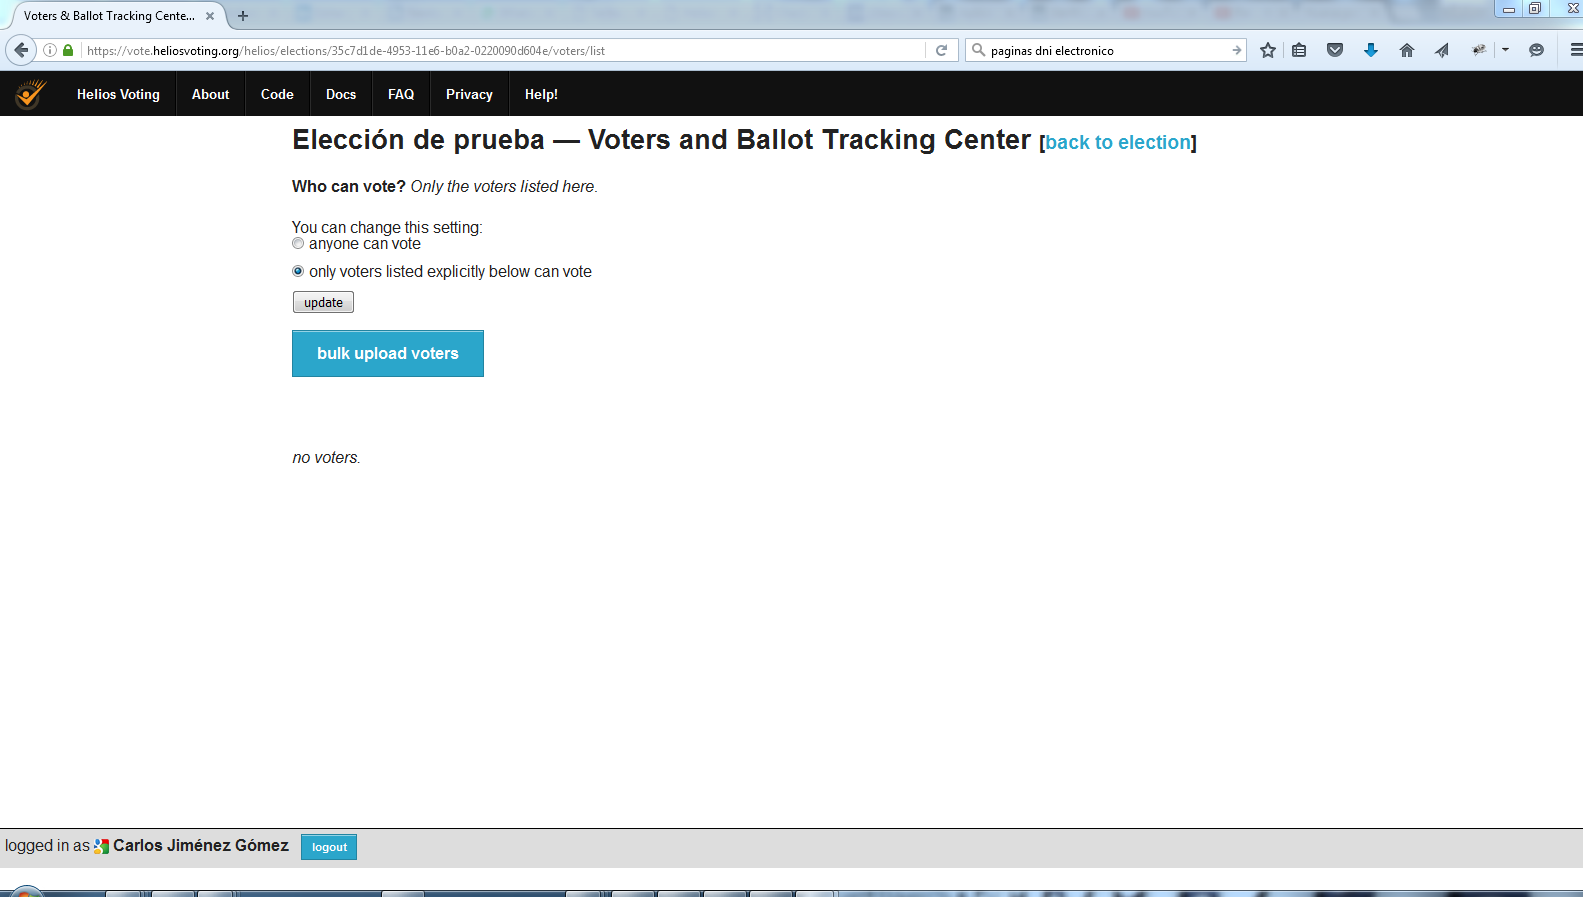 Voters & Ballot Tracking Cente...
https://vote.heliosvoting.org/helios/elections/35c7d1de-4953-11e6-b0a2-0220090d604e/voters/list
paginas dni electronico
Helios Voting About Code Docs FAQ Privacy Help!
Elección de prueba — Voters and Ballot Tracking Center [back to election]
Who can vote? Only the voters listed here.
You can change this setting:
anyone can vote
only voters listed explicitly below can vote
update
bulk upload voters
no voters.
logged in as Carlos Jiménez Gómez logout